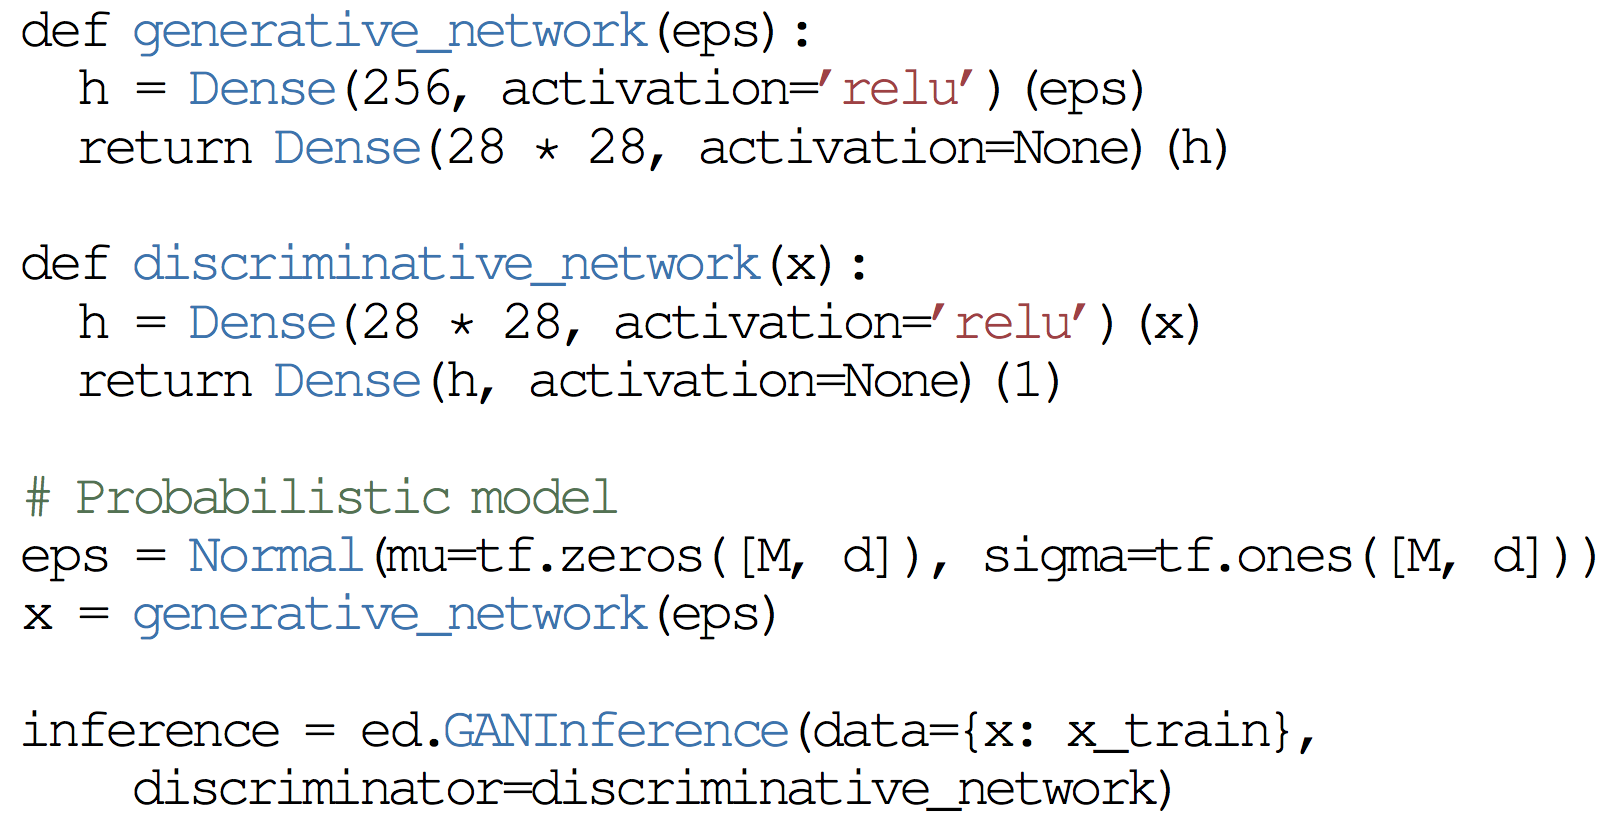 def generative_network(eps):
  h = Dense(256, activation=’relu’)(eps)
  return Dense(28 * 28, activation=None)(h)

def discriminative_network(x):
  h = Dense(28 * 28, activation=’relu’)(x)
  return Dense(h, activation=None)(1)

# Probabilistic model
eps = Normal(mu=tf.zeros([M, d]), sigma=tf.ones([M, d]))
x = generative_network(eps)

inference = ed.GANInference(data={x: x_train},
    discriminator=discriminative_network)